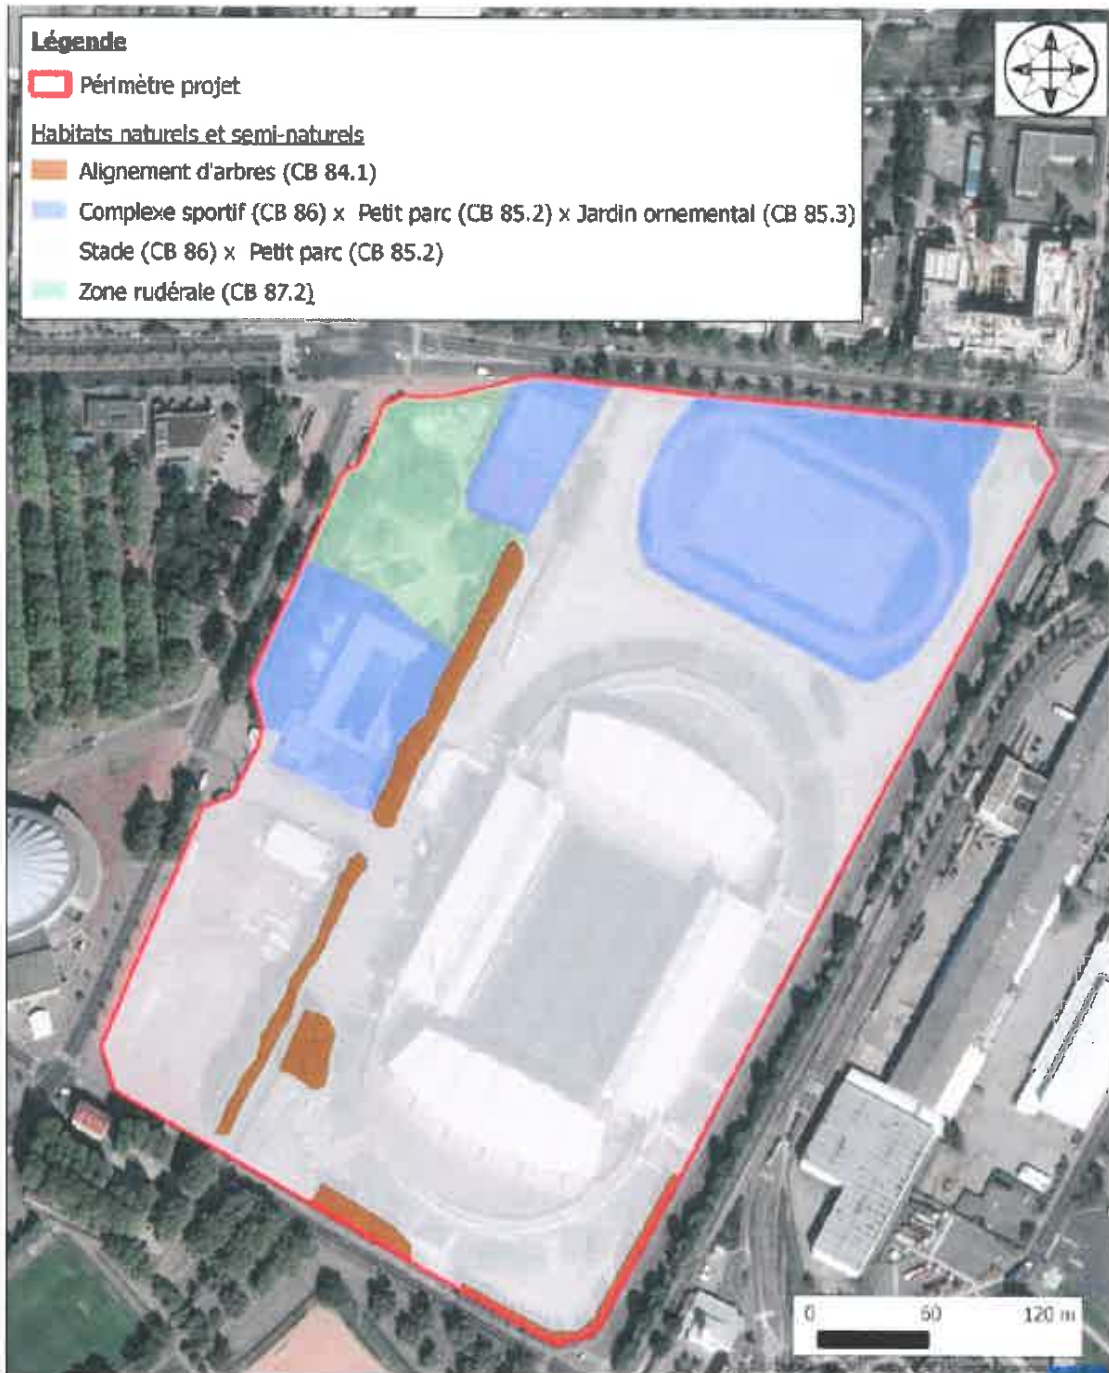 Légende
Périmètre projet
Habitats naturels et semi-naturels
Alignement d'arbres (CB 84.1)
Complexe sportif (CB 86) x Petit parc (CB 85.2) x Jardin ornemental (CB 85.3)
Stade (CB 86) x Petit parc (CB 85.2)
Zone rudérale (CB 87.2)
0 60 120 m